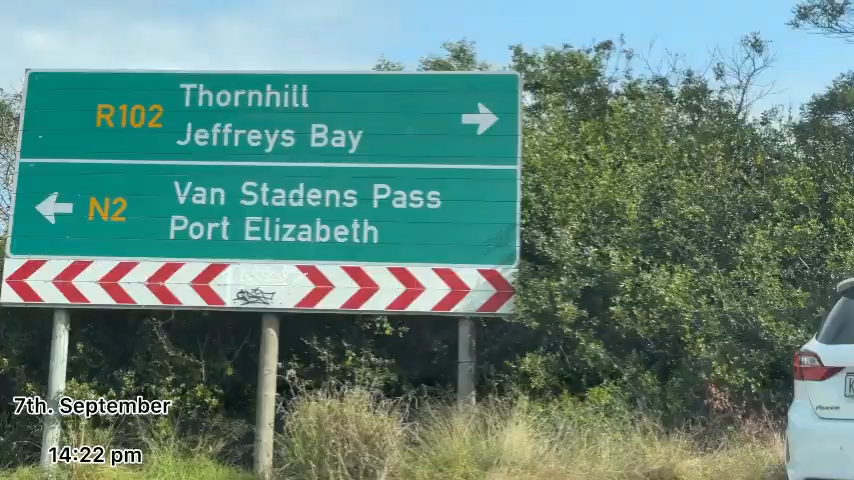 R102 Thornhill
Jeffreys Bay
N2 Van Stadens Pass
Port Elizabeth
7th. September
14:22 pm